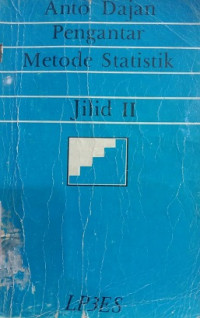 Anto Dajan
Pengantar
Metode Statistik
Jilid II
LP3ES